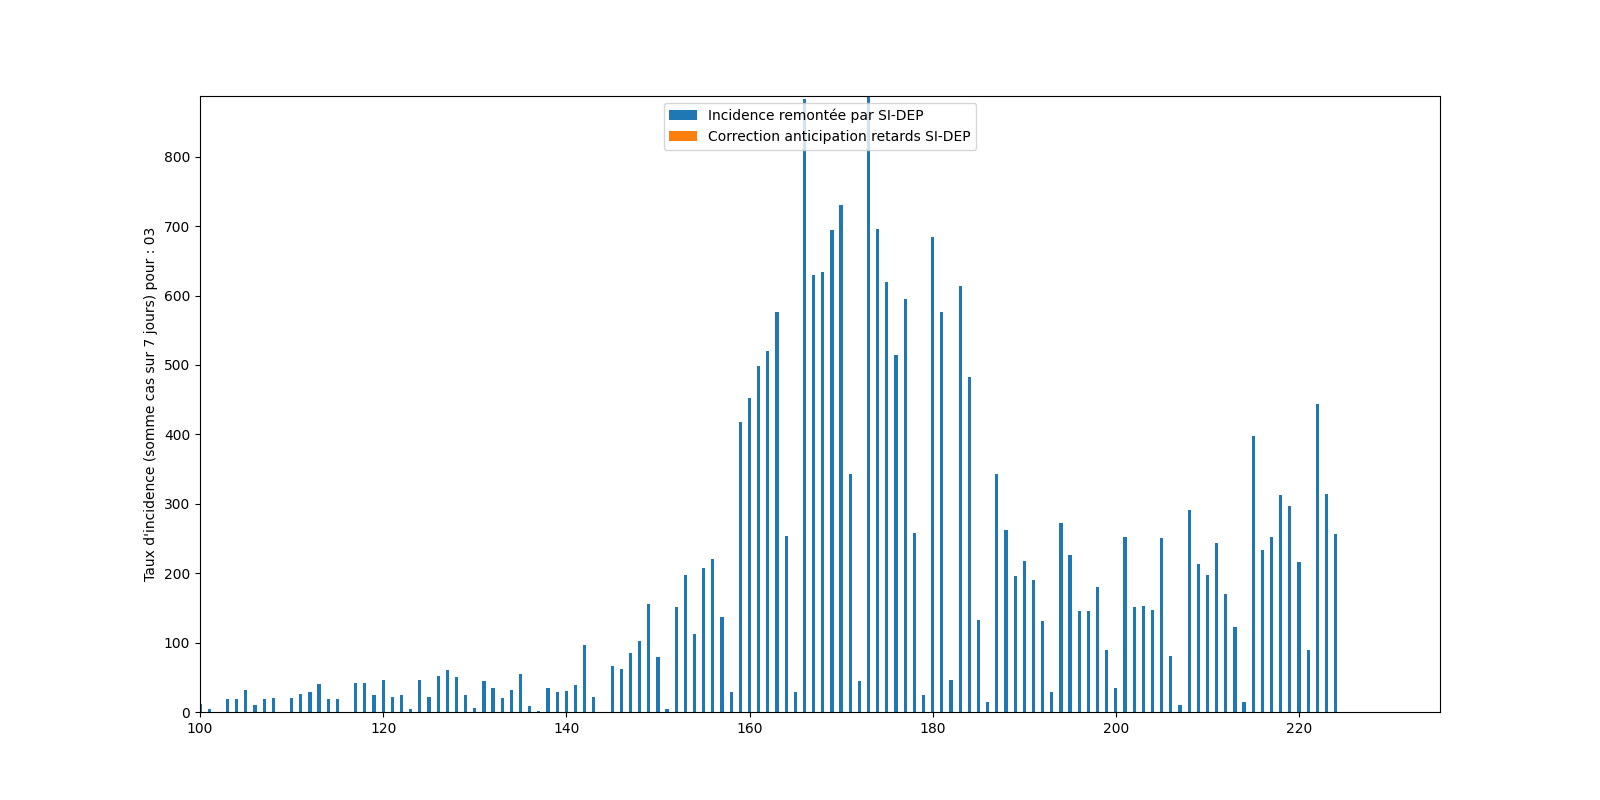 Incidence remontée par SI-DEP
Correction anticipation retards SI-DEP
Taux d'incidence (somme cas sur 7 jours) pour : 03
800
700
600
500
400
300
200
100
0
100 120 140 160 180 200 220